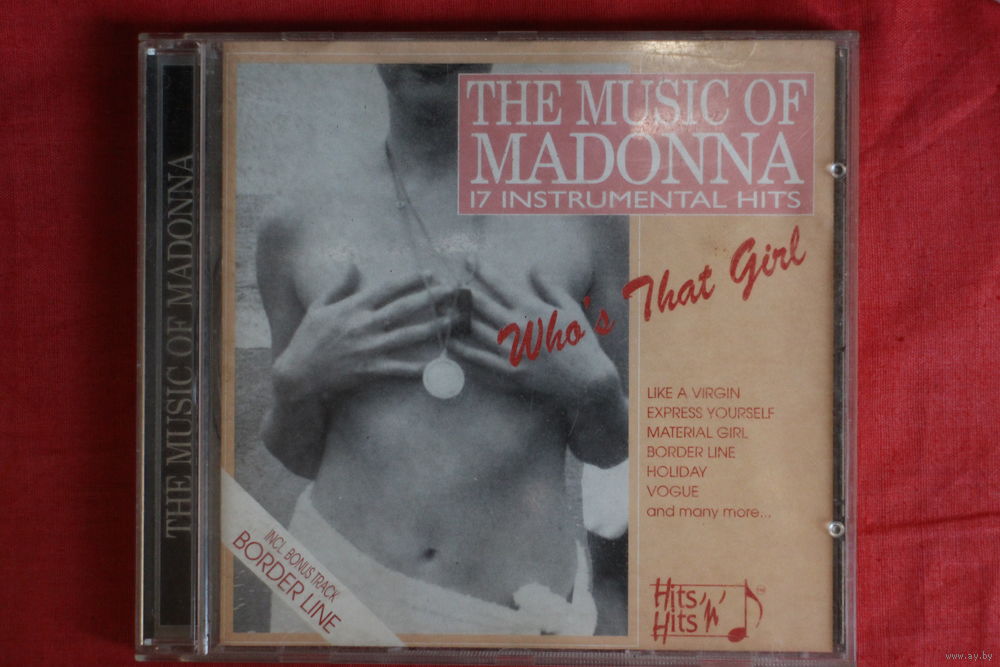 THE MUSIC OF MADONNA
THE MUSIC OF
MADONNA
17 INSTRUMENTAL HITS
Who's That Girl
LIKE A VIRGIN
EXPRESS YOURSELF
MATERIAL GIRL
BORDER LINE
HOLIDAY
VOGUE
and many more...
INCL. BONUS TRACK
BORDER LINE
Hits 'n'
Hits
TM
www.ay.by